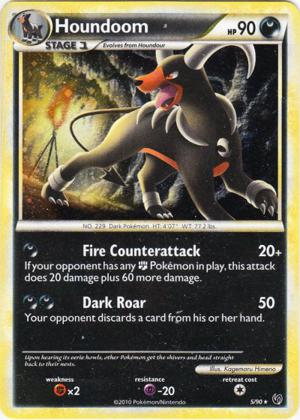 Houndoom HP 90
STAGE 1 Evolves from Houndour
NO. 229 Dark Pokémon. HT: 4'07" WT: 77.2 lbs.
Fire Counterattack 20+
If your opponent has any Pokémon in play, this attack
does 20 damage plus 60 more damage.
Dark Roar 50
Your opponent discards a card from his or her hand.
Upon hearing its eerie howls, other Pokémon get the shivers and head straight
back to their nests.
weakness resistance retreat cost
×2 -20
Illus. Kagemaru Himeno
©2010 Pokémon/Nintendo 5/90 ★